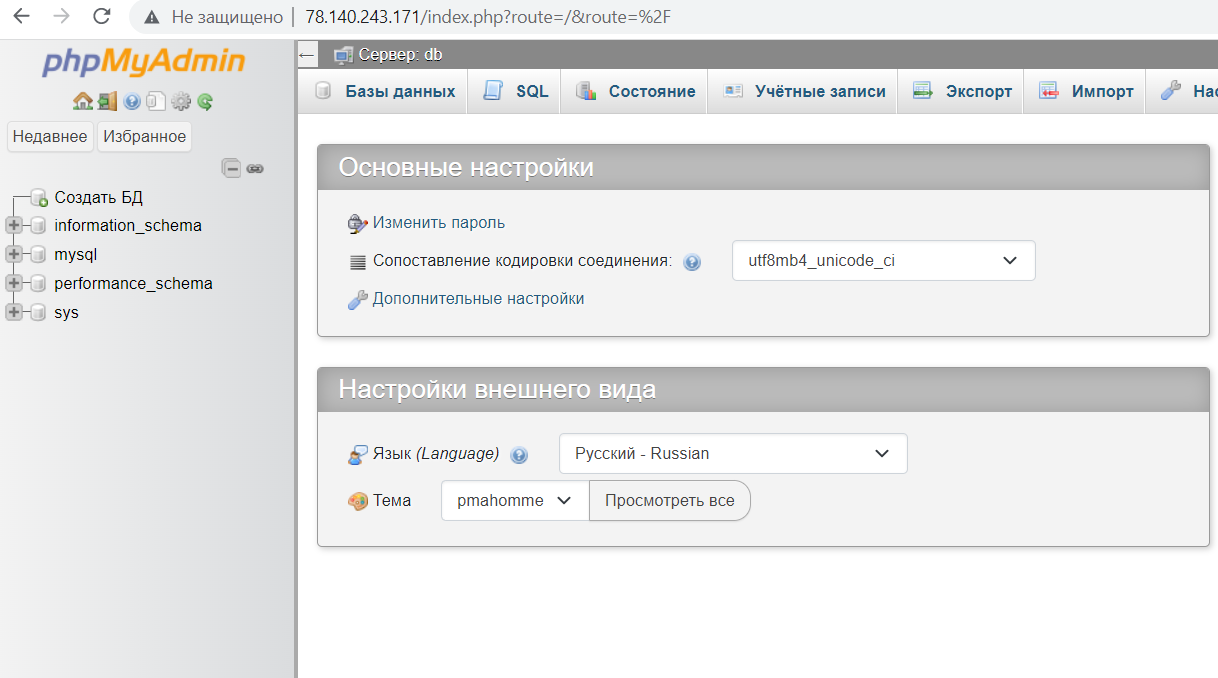 Не защищено | 78.140.243.171/index.php?route=/&route=%2F
phpMyAdmin
Недавнее Избранное
Создать БД
information_schema
mysql
performance_schema
sys
Сервер: db
Базы данных SQL Состояние Учётные записи Экспорт Импорт Нас
Основные настройки
Изменить пароль
Сопоставление кодировки соединения: utf8mb4_unicode_ci
Дополнительные настройки
Настройки внешнего вида
Язык (Language) Русский - Russian
Тема pmahomme Просмотреть все